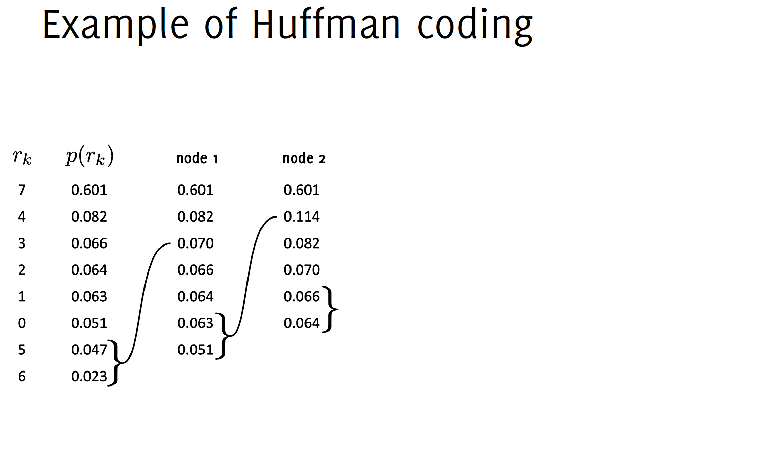 Example of Huffman coding
r_k p(r_k) node 1 node 2
7 0.601 0.601 0.601
4 0.082 0.082 0.114
3 0.066 0.070 0.082
2 0.064 0.066 0.070
1 0.063 0.064 0.066
0 0.051 0.063 0.064
5 0.047 0.051
6 0.023